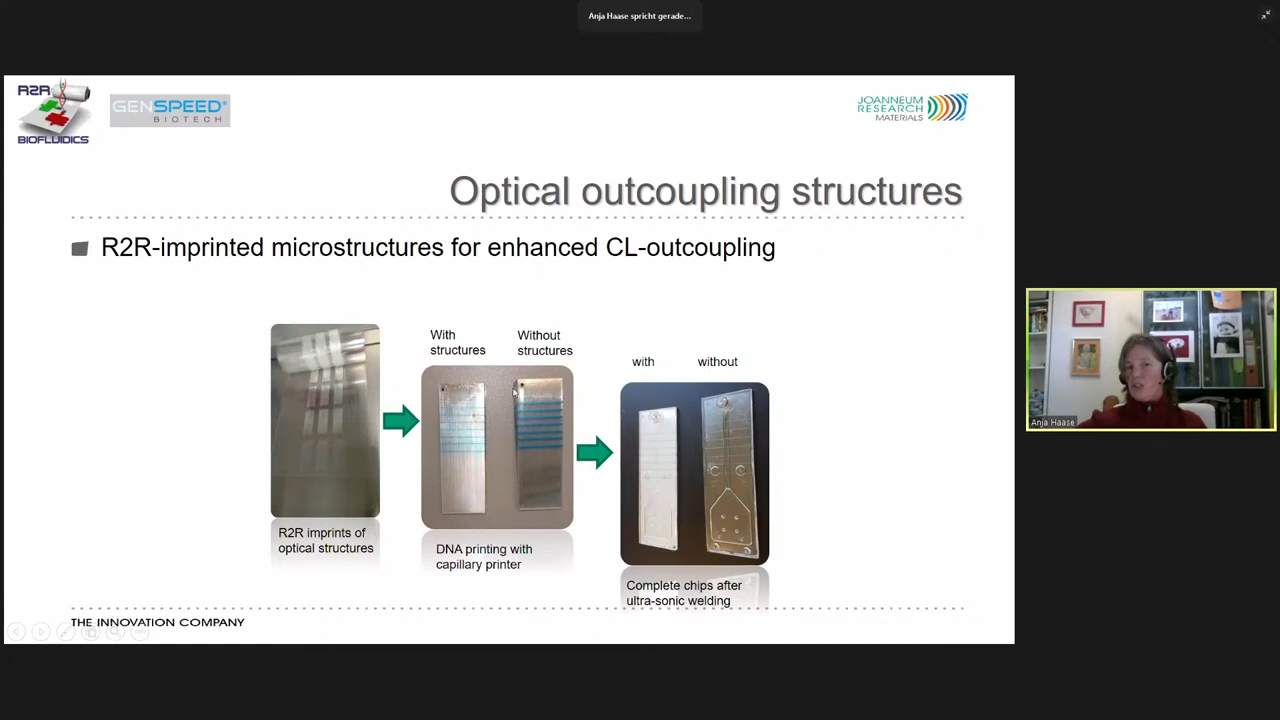 Anja Haase spricht gerade...
R2R
BIOFLUIDICS
GENSPEED
BIOTECH
JOANNEUM
RESEARCH
MATERIALS
Optical outcoupling structures
R2R-imprinted microstructures for enhanced CL-outcoupling
With
structures
Without
structures
with
without
R2R imprints of
optical structures
DNA printing with
capillary printer
Complete chips after
ultra-sonic welding
THE INNOVATION COMPANY
Anja Haase